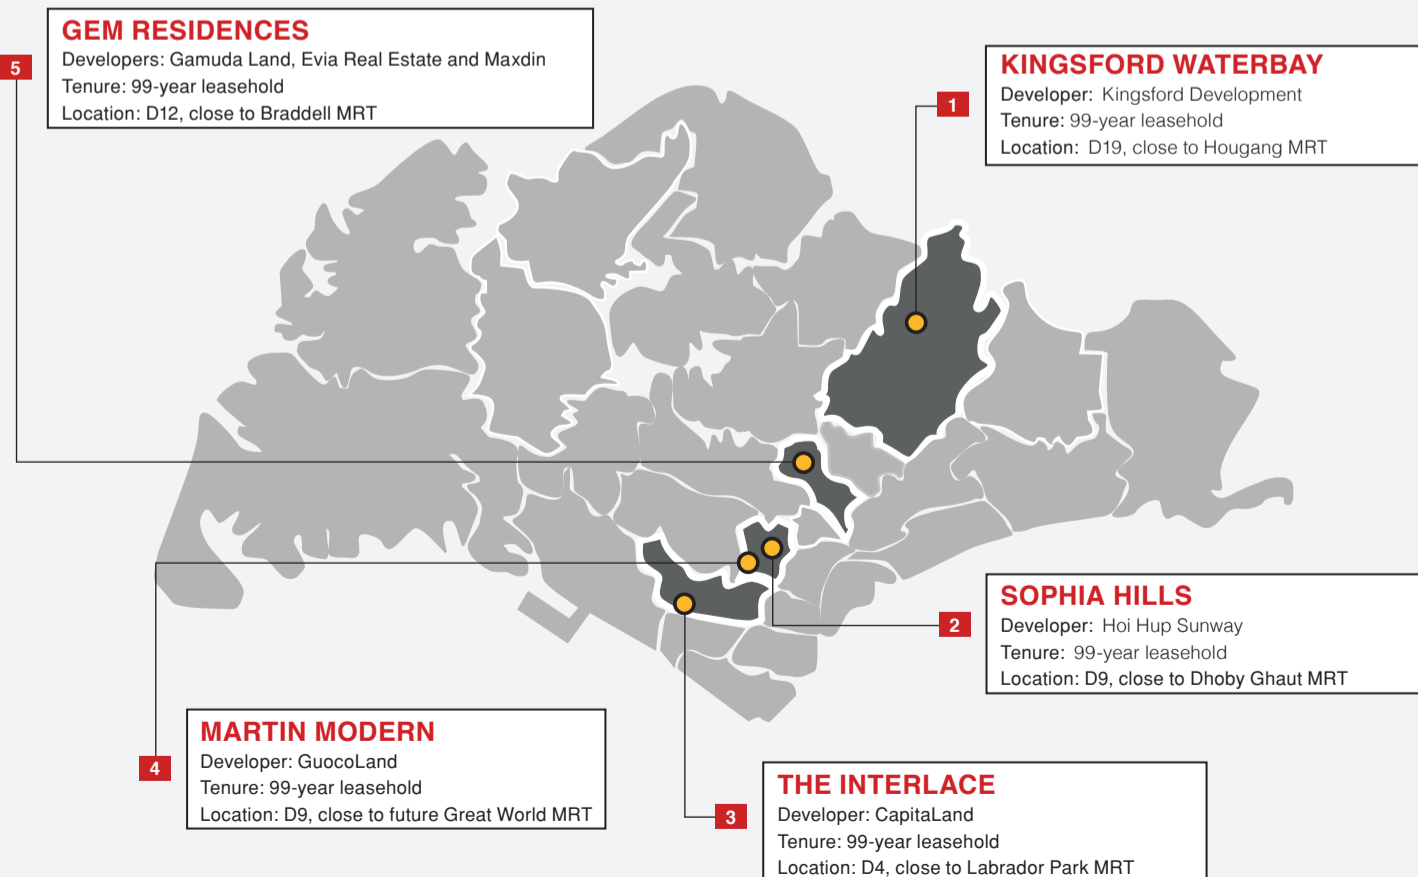 5
GEM RESIDENCES
Developers: Gamuda Land, Evia Real Estate and Maxdin
Tenure: 99-year leasehold
Location: D12, close to Braddell MRT
1
KINGSFORD WATERBAY
Developer: Kingsford Development
Tenure: 99-year leasehold
Location: D19, close to Hougang MRT
2
SOPHIA HILLS
Developer: Hoi Hup Sunway
Tenure: 99-year leasehold
Location: D9, close to Dhoby Ghaut MRT
4
MARTIN MODERN
Developer: GuocoLand
Tenure: 99-year leasehold
Location: D9, close to future Great World MRT
3
THE INTERLACE
Developer: CapitaLand
Tenure: 99-year leasehold
Location: D4, close to Labrador Park MRT